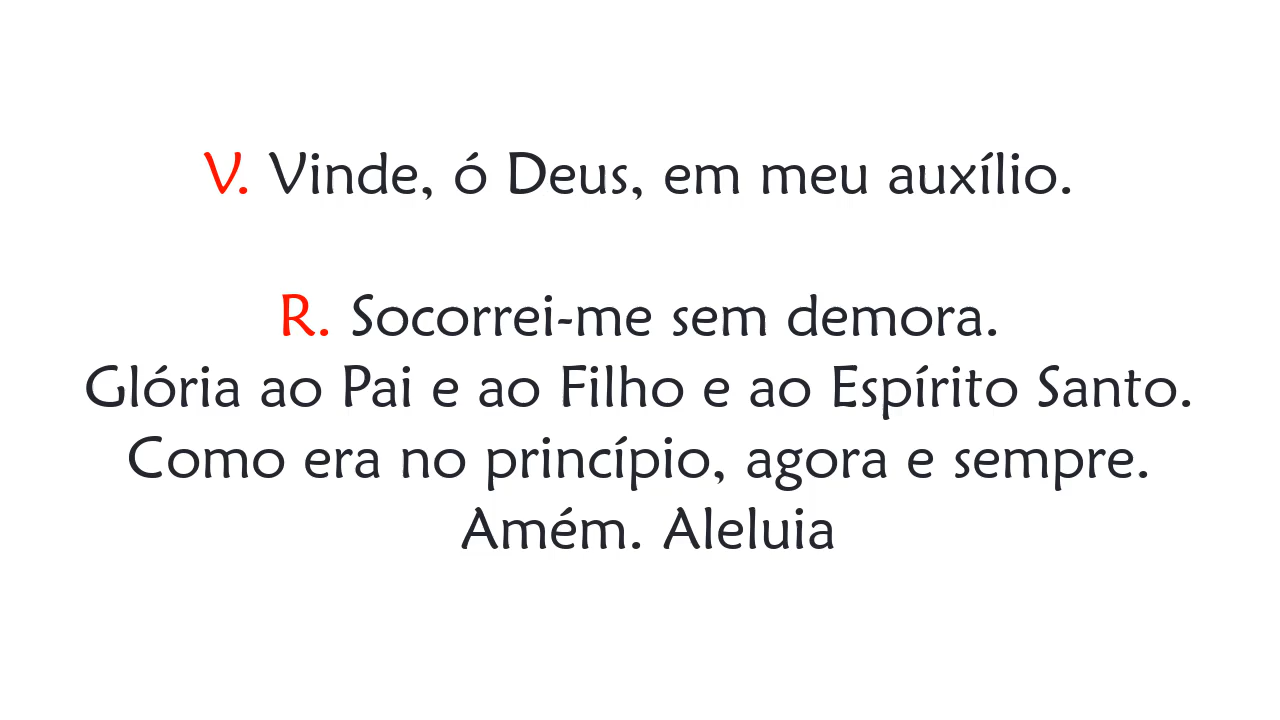 V. Vinde, ó Deus, em meu auxílio.
R. Socorrei-me sem demora.
Glória ao Pai e ao Filho e ao Espírito Santo.
Como era no princípio, agora e sempre.
Amém. Aleluia